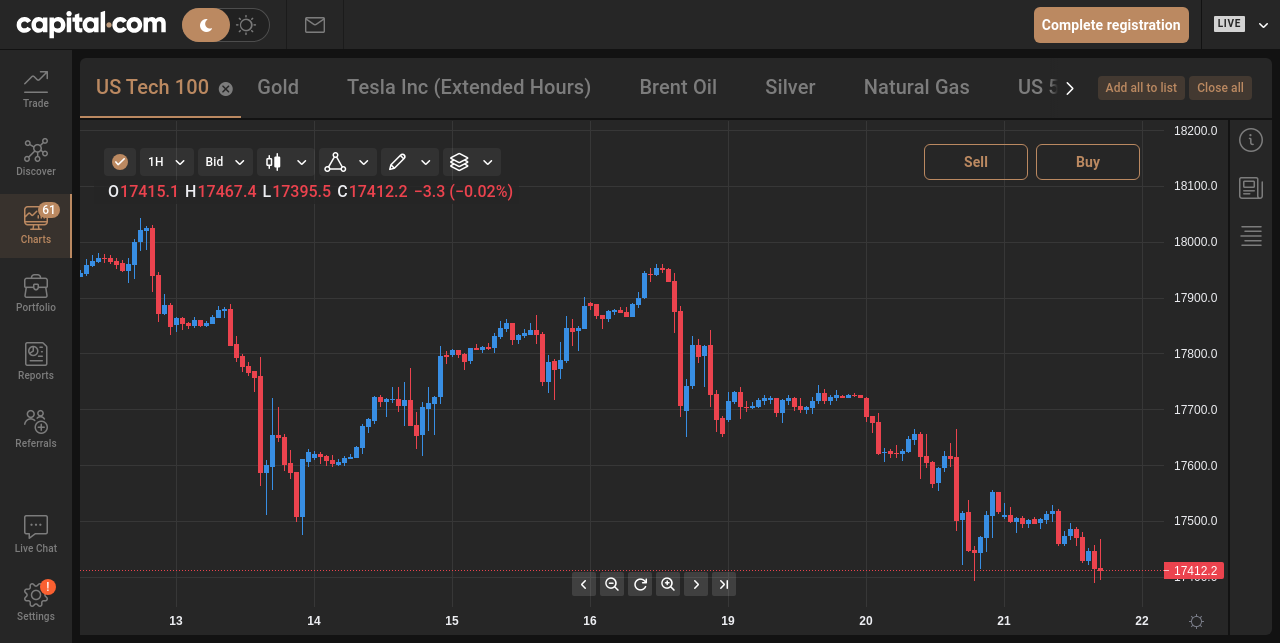 capital.com
Complete registration
LIVE
Trade
Discover
61
Charts
Portfolio
Reports
Referrals
Live Chat
!
Settings
US Tech 100 Gold Tesla Inc (Extended Hours) Brent Oil Silver Natural Gas US
Add all to list Close all
1H Bid
Sell Buy
O17415.1 H17467.4 L17395.5 C17412.2 −3.3 (−0.02%)
18200.0
18100.0
18000.0
17900.0
17800.0
17700.0
17600.0
17500.0
17412.2
13 14 15 16 19 20 21 22